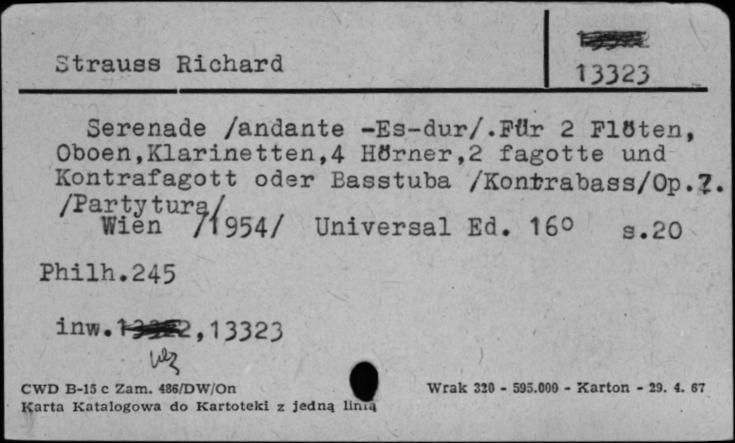 Strauss Richard
13323
Serenade /andante -Es-dur/.Für 2 Flöten,
Oboen,Klarinetten,4 Hörner,2 fagotte und
Kontrafagott oder Basstuba /Kontrabass/Op.7.
/Partytura/
Wien /1954/ Universal Ed. 16o s.20
Philh.245
inw. ,13323
CWD B-15 c Zam. 486/DW/On
Wrak 320 - 595.000 - Karton - 29. 4. 67
Karta Katalogowa do Kartoteki z jedną linią